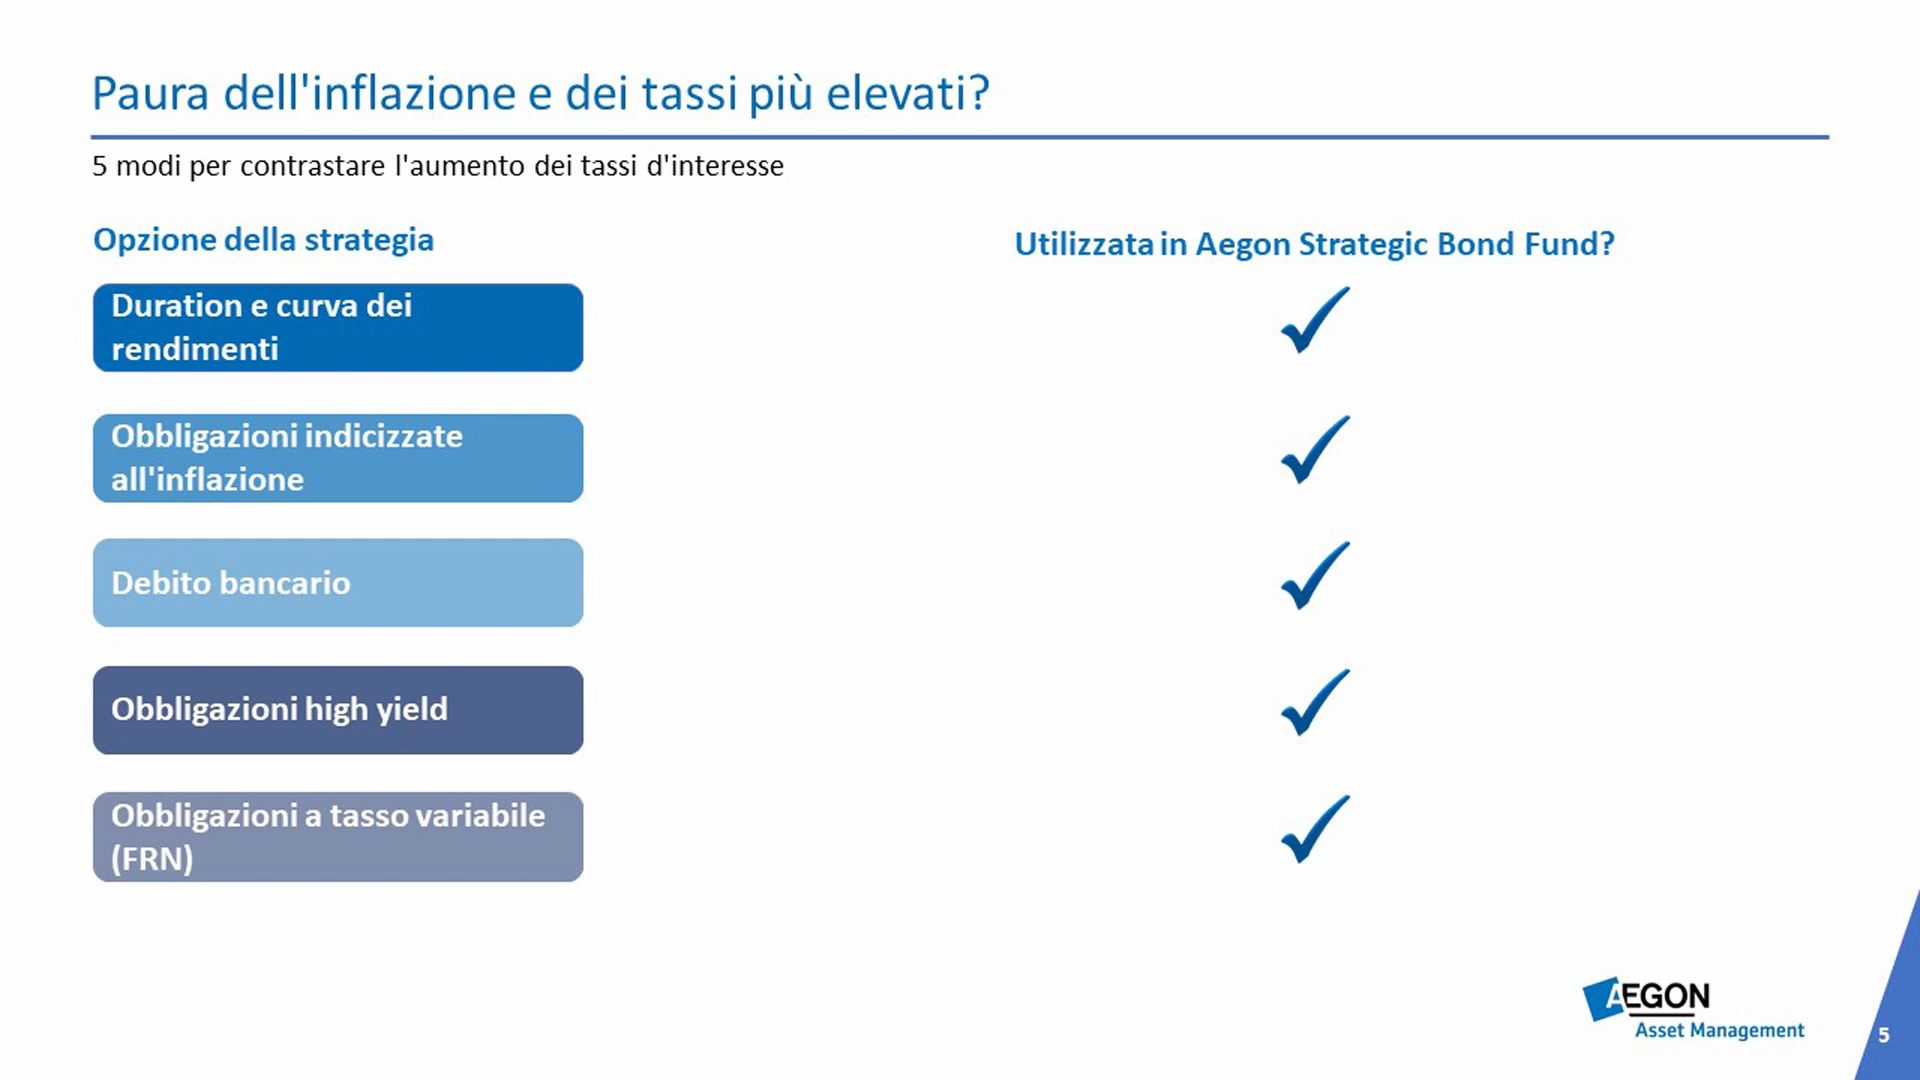 Paura dell'inflazione e dei tassi più elevati?
5 modi per contrastare l'aumento dei tassi d'interesse
Opzione della strategia
Utilizzata in Aegon Strategic Bond Fund?
Duration e curva dei
rendimenti
Obbligazioni indicizzate
all'inflazione
Debito bancario
Obbligazioni high yield
Obbligazioni a tasso variabile
(FRN)
AEGON
Asset Management
5